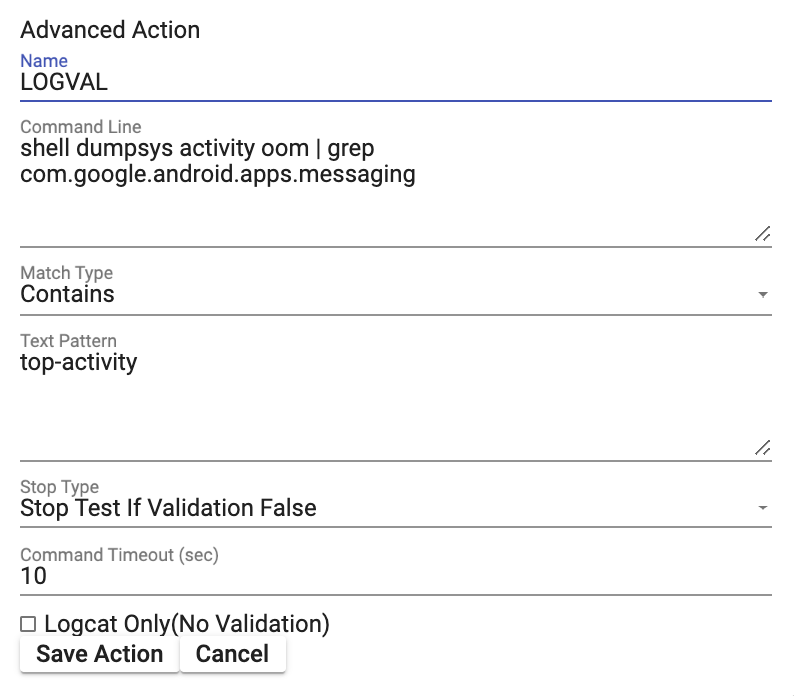 Advanced Action
Name
LOGVAL
Command Line
shell dumpsys activity oom | grep
com.google.android.apps.messaging
Match Type
Contains
Text Pattern
top-activity
Stop Type
Stop Test If Validation False
Command Timeout (sec)
10
Logcat Only(No Validation)
Save Action Cancel